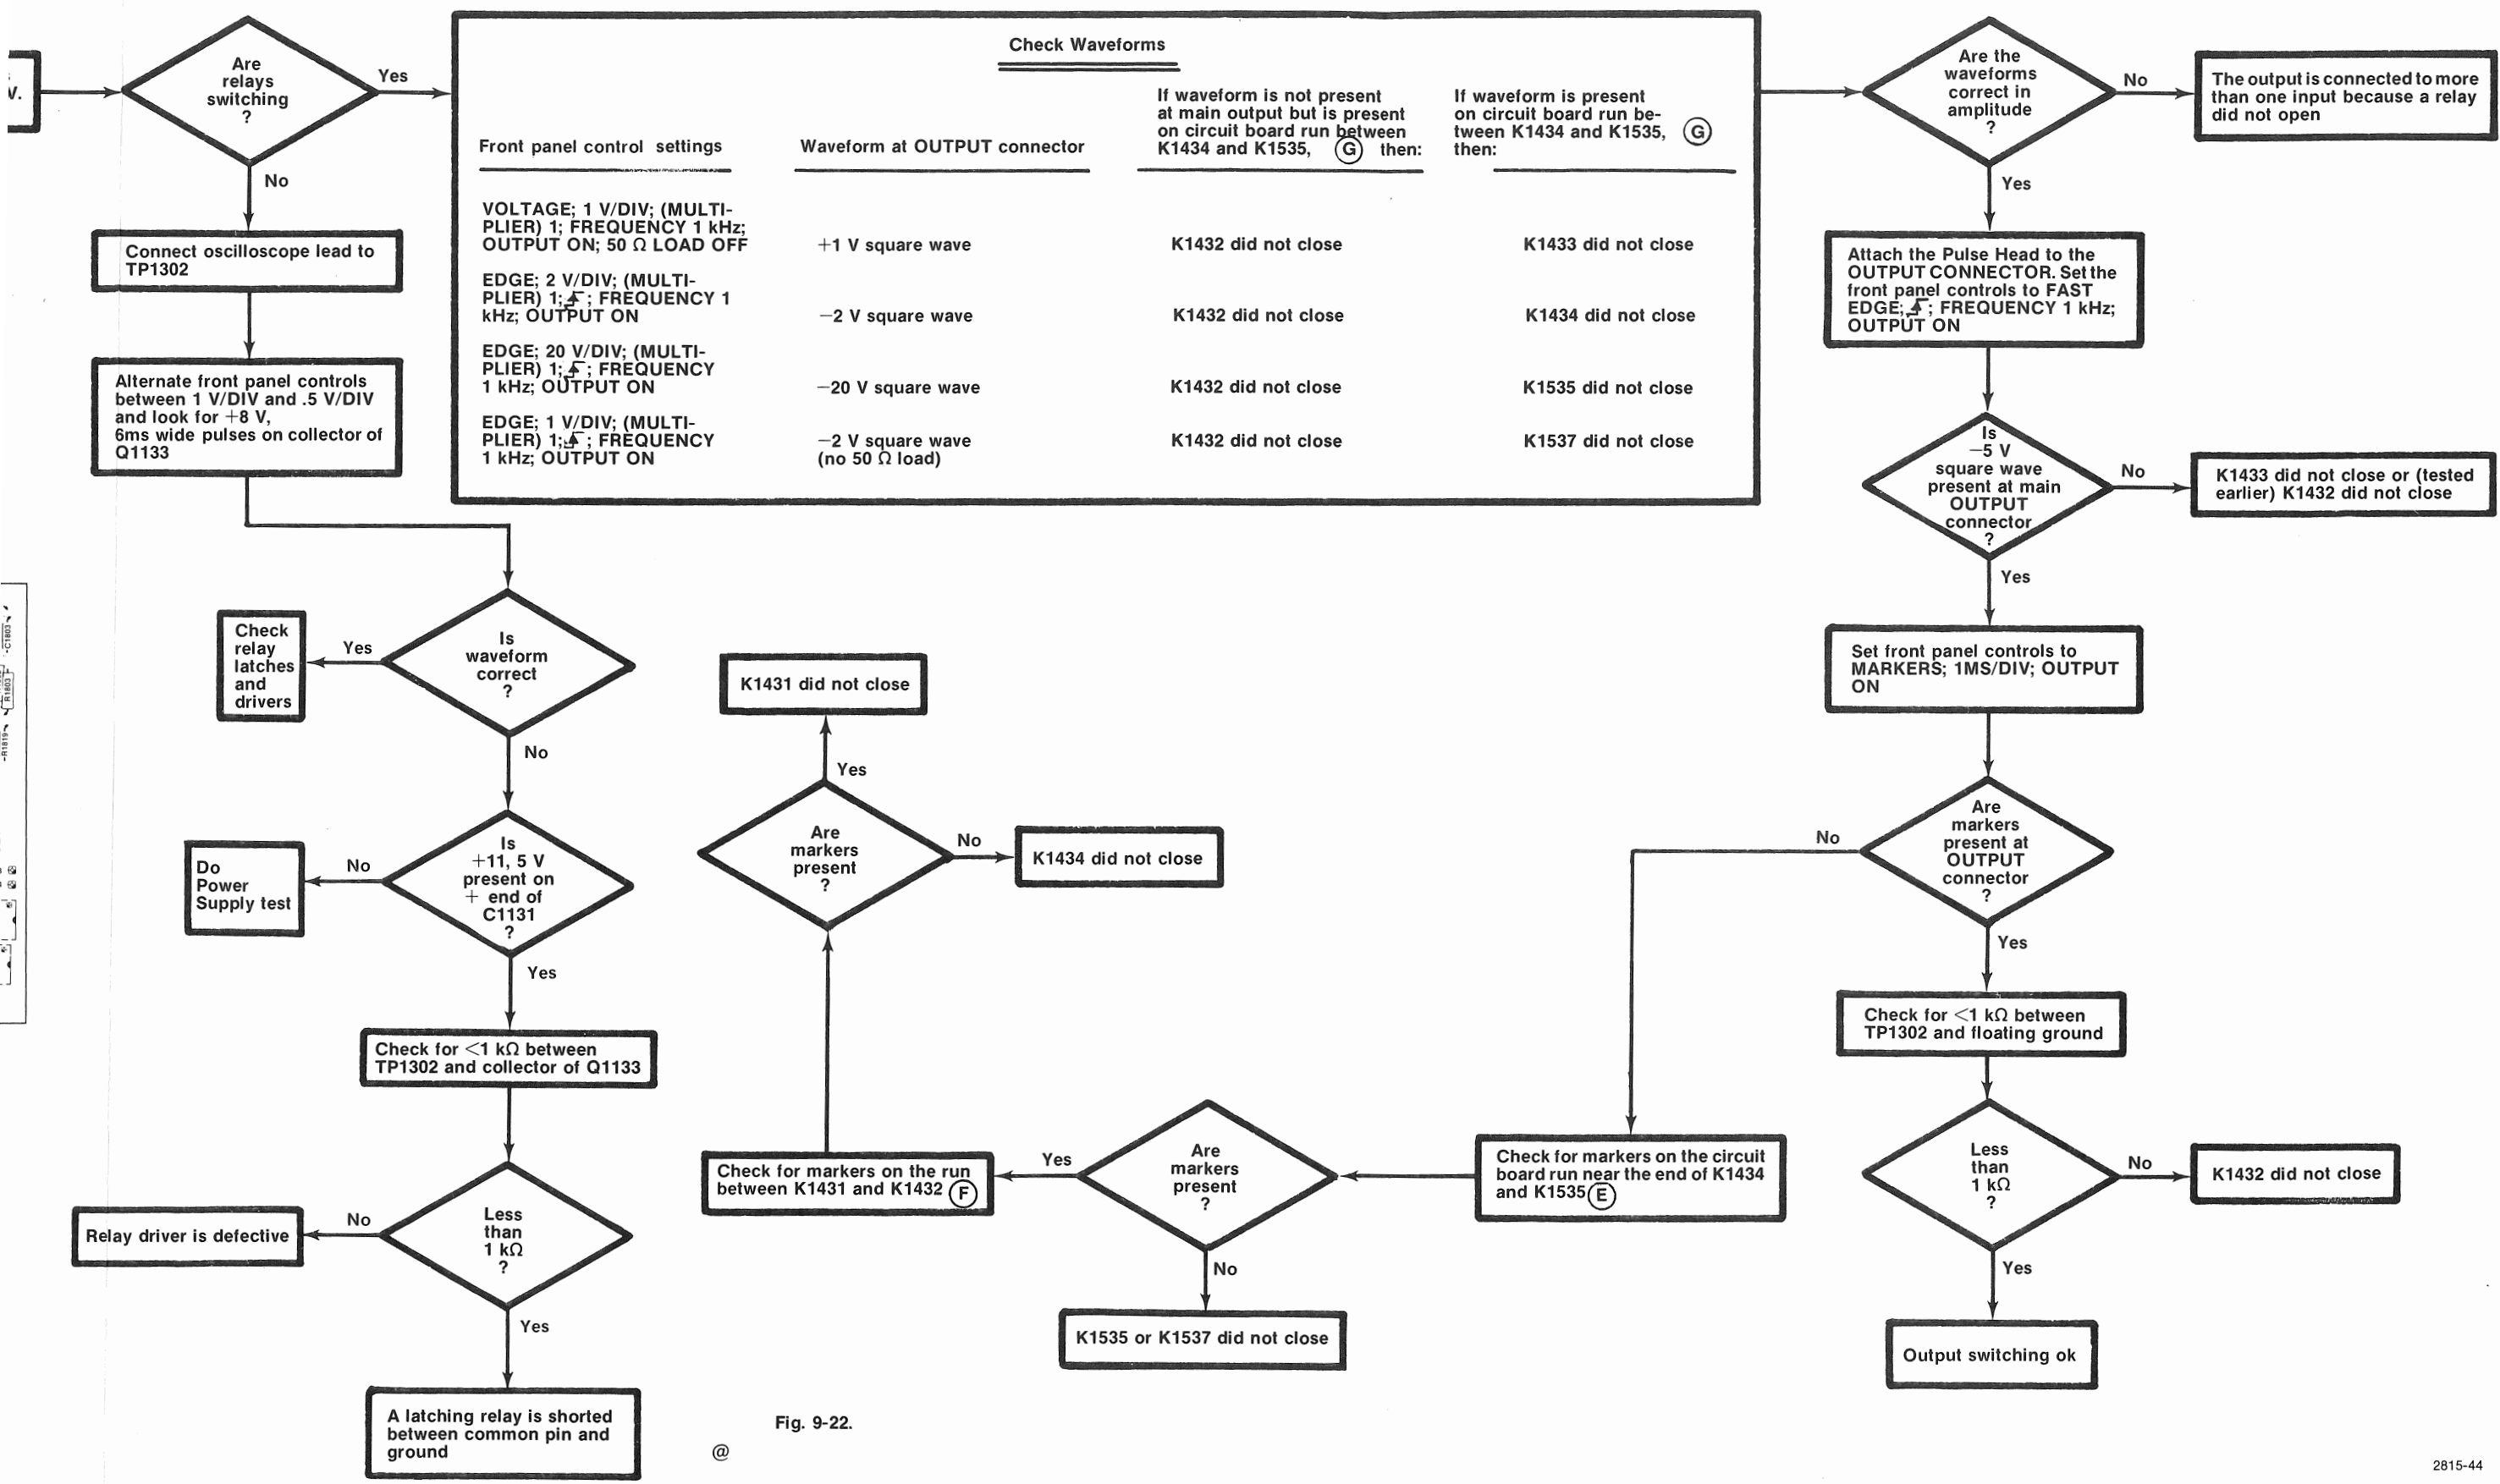 V.
Are
relays
switching
?
Yes
No
Connect oscilloscope lead to
TP1302
Alternate front panel controls
between 1 V/DIV and .5 V/DIV
and look for +8 V,
6ms wide pulses on collector of
Q1133
Check Waveforms
Front panel control settings
Waveform at OUTPUT connector
If waveform is not present
at main output but is present
on circuit board run between
K1434 and K1535, G then:
If waveform is present
on circuit board run be-
tween K1434 and K1535, G
then:
VOLTAGE; 1 V/DIV; (MULTI-
PLIER) 1; FREQUENCY 1 kHz;
OUTPUT ON; 50 Ω LOAD OFF
+1 V square wave
K1432 did not close
K1433 did not close
EDGE; 2 V/DIV; (MULTI-
PLIER) 1; ; FREQUENCY 1
kHz; OUTPUT ON
−2 V square wave
K1432 did not close
K1434 did not close
EDGE; 20 V/DIV; (MULTI-
PLIER) 1; ; FREQUENCY
1 kHz; OUTPUT ON
−20 V square wave
K1432 did not close
K1535 did not close
EDGE; 1 V/DIV; (MULTI-
PLIER) 1; ; FREQUENCY
1 kHz; OUTPUT ON
−2 V square wave
(no 50 Ω load)
K1432 did not close
K1537 did not close
Are the
waveforms
correct in
amplitude
?
No
The output is connected to more
than one input because a relay
did not open
Yes
Attach the Pulse Head to the
OUTPUT CONNECTOR. Set the
front panel controls to FAST
EDGE; ; FREQUENCY 1 kHz;
OUTPUT ON
Is
−5 V
square wave
present at main
OUTPUT
connector
?
No
K1433 did not close or (tested
earlier) K1432 did not close
Yes
Set front panel controls to
MARKERS; 1MS/DIV; OUTPUT
ON
Are
markers
present at
OUTPUT
connector
?
No
Yes
Check for <1 kΩ between
TP1302 and floating ground
Less
than
1 kΩ
?
No
K1432 did not close
Yes
Output switching ok
Check for markers on the circuit
board run near the end of K1434
and K1535 E
Are
markers
present
?
Yes
No
K1535 or K1537 did not close
Check for markers on the run
between K1431 and K1432 F
Are
markers
present
?
Yes
K1431 did not close
No
K1434 did not close
Is
waveform
correct
?
Yes
Check
relay
latches
and
drivers
No
Is
+11, 5 V
present on
+ end of
C1131
?
No
Do
Power
Supply test
Yes
Check for <1 kΩ between
TP1302 and collector of Q1133
Less
than
1 kΩ
?
No
Relay driver is defective
Yes
A latching relay is shorted
between common pin and
ground
-C1803
R1803
-R1819
Fig. 9-22.
@
2815-44